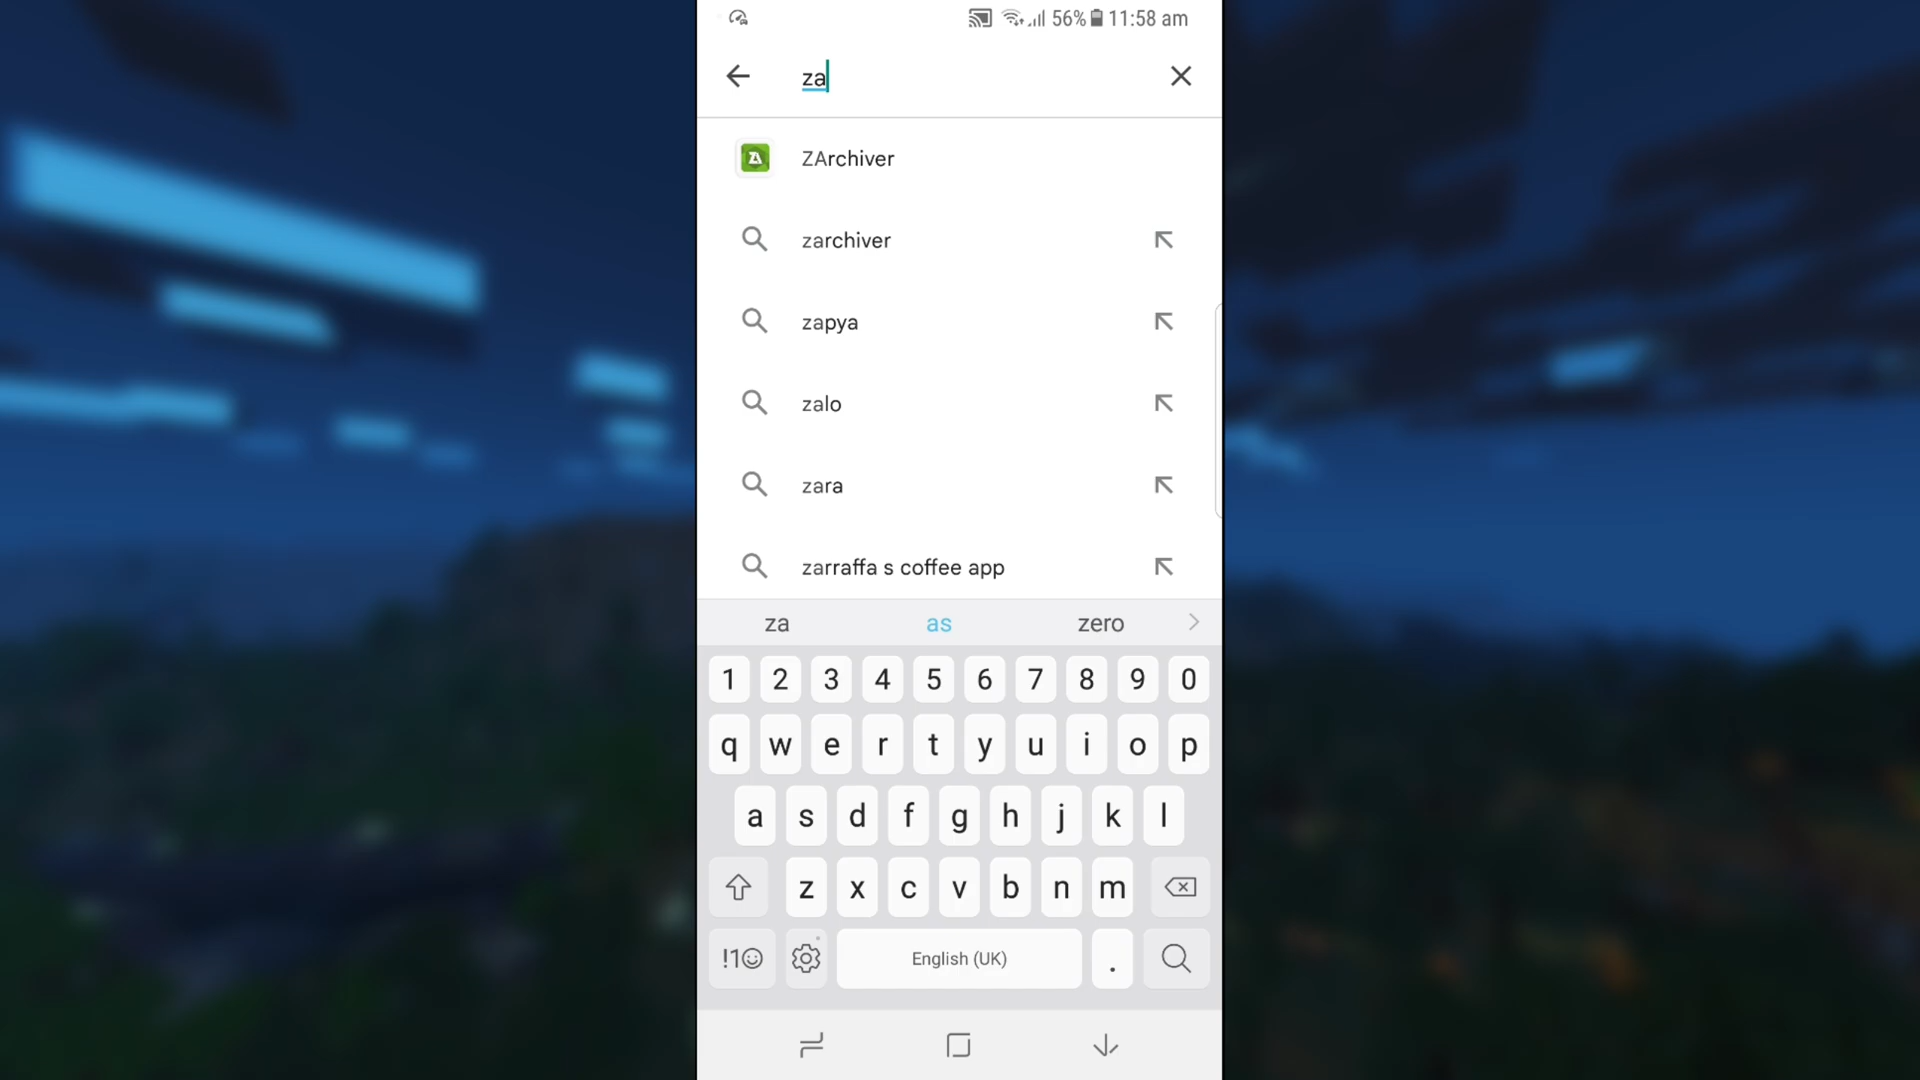 56% 11:58 am
za
ZA ZArchiver
zarchiver
zapya
zalo
zara
zarraffa s coffee app
za as zero
1 2 3 4 5 6 7 8 9 0
q w e r t y u i o p
a s d f g h j k l
z x c v b n m
!1☺ English (UK) .